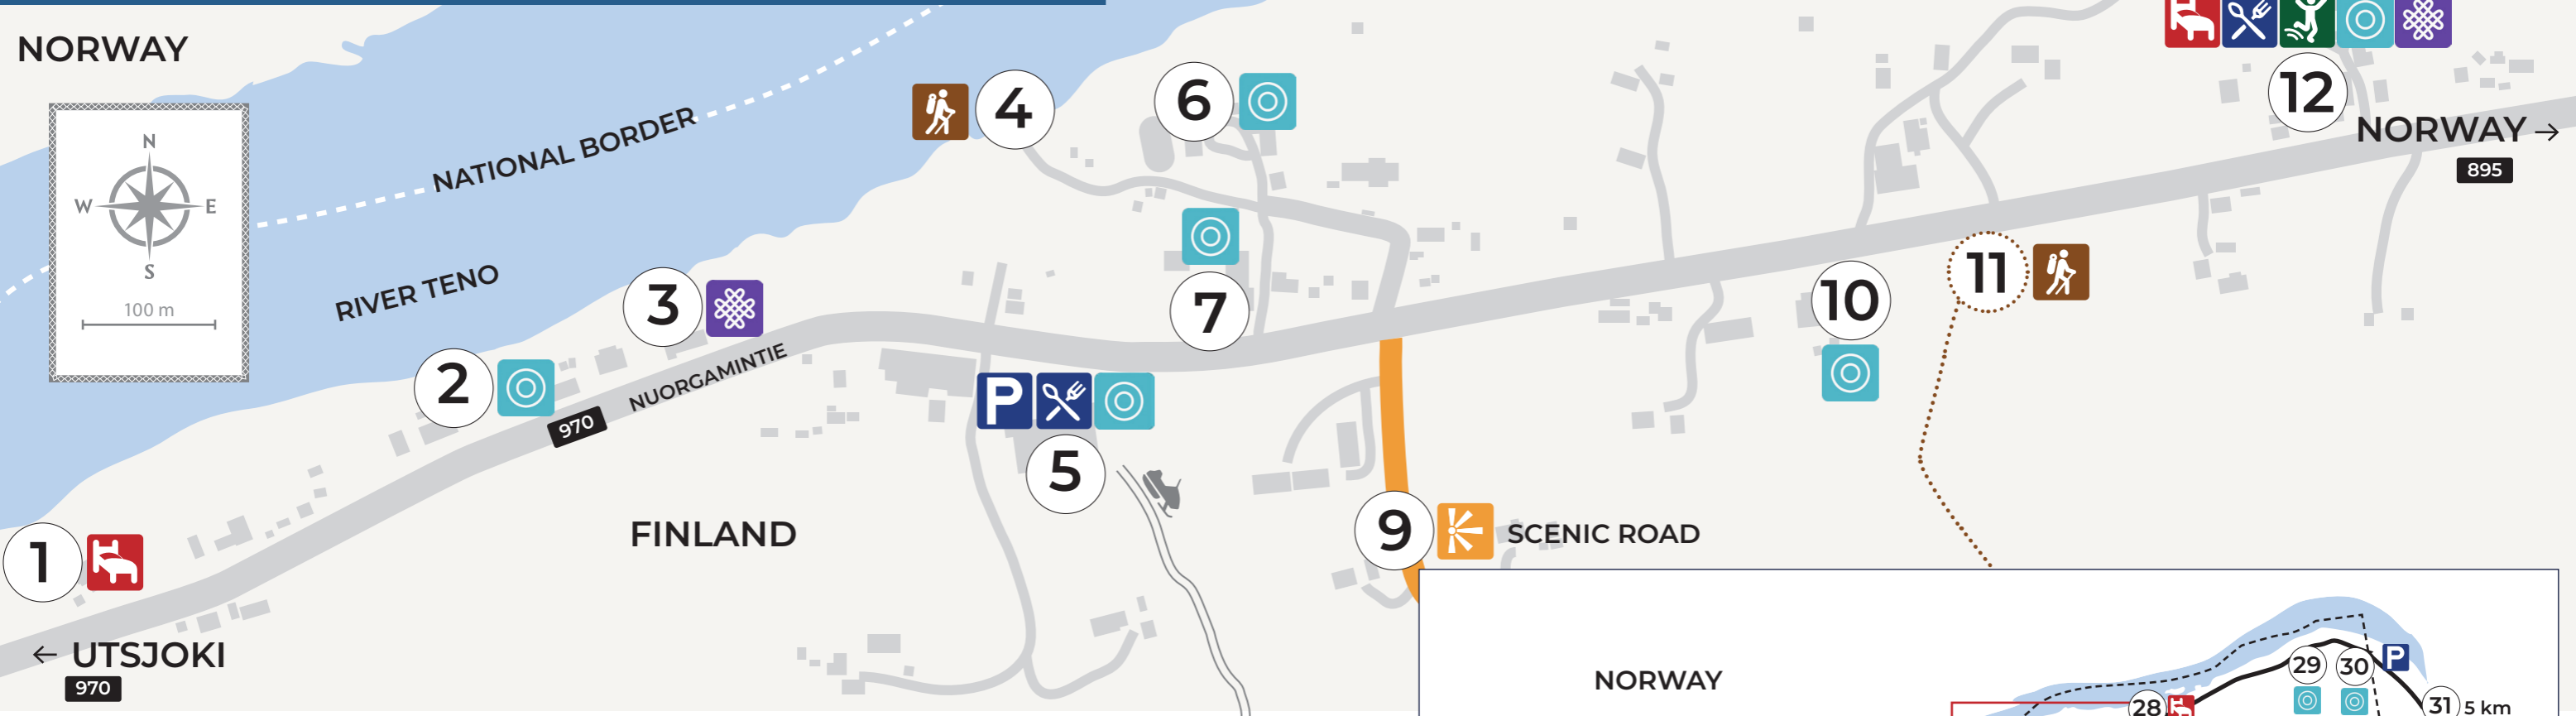 NORWAY
N
W
E
S
100 m
NATIONAL BORDER
RIVER TENO
4
6
12
NORWAY →
895
3
7
11
10
2
NUORGAMINTIE
970
P
5
1
FINLAND
9
SCENIC ROAD
← UTSJOKI
970
NORWAY
29
30
P
28
31
5 km